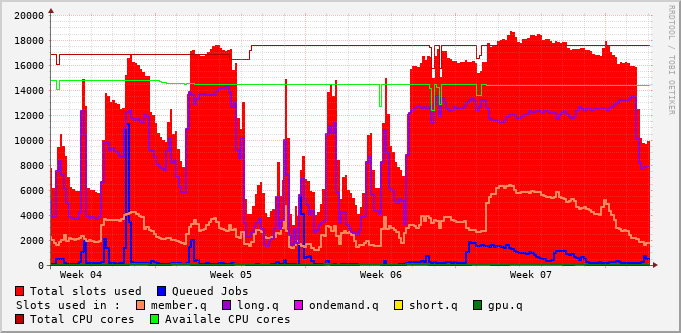 20000
18000
16000
14000
12000
10000
8000
6000
4000
2000
0
Week 04 Week 05 Week 06 Week 07
RRDTOOL / TOBI OETIKER
Total slots used Queued Jobs
Slots used in : member.q long.q ondemand.q short.q gpu.q
Total CPU cores Availale CPU cores